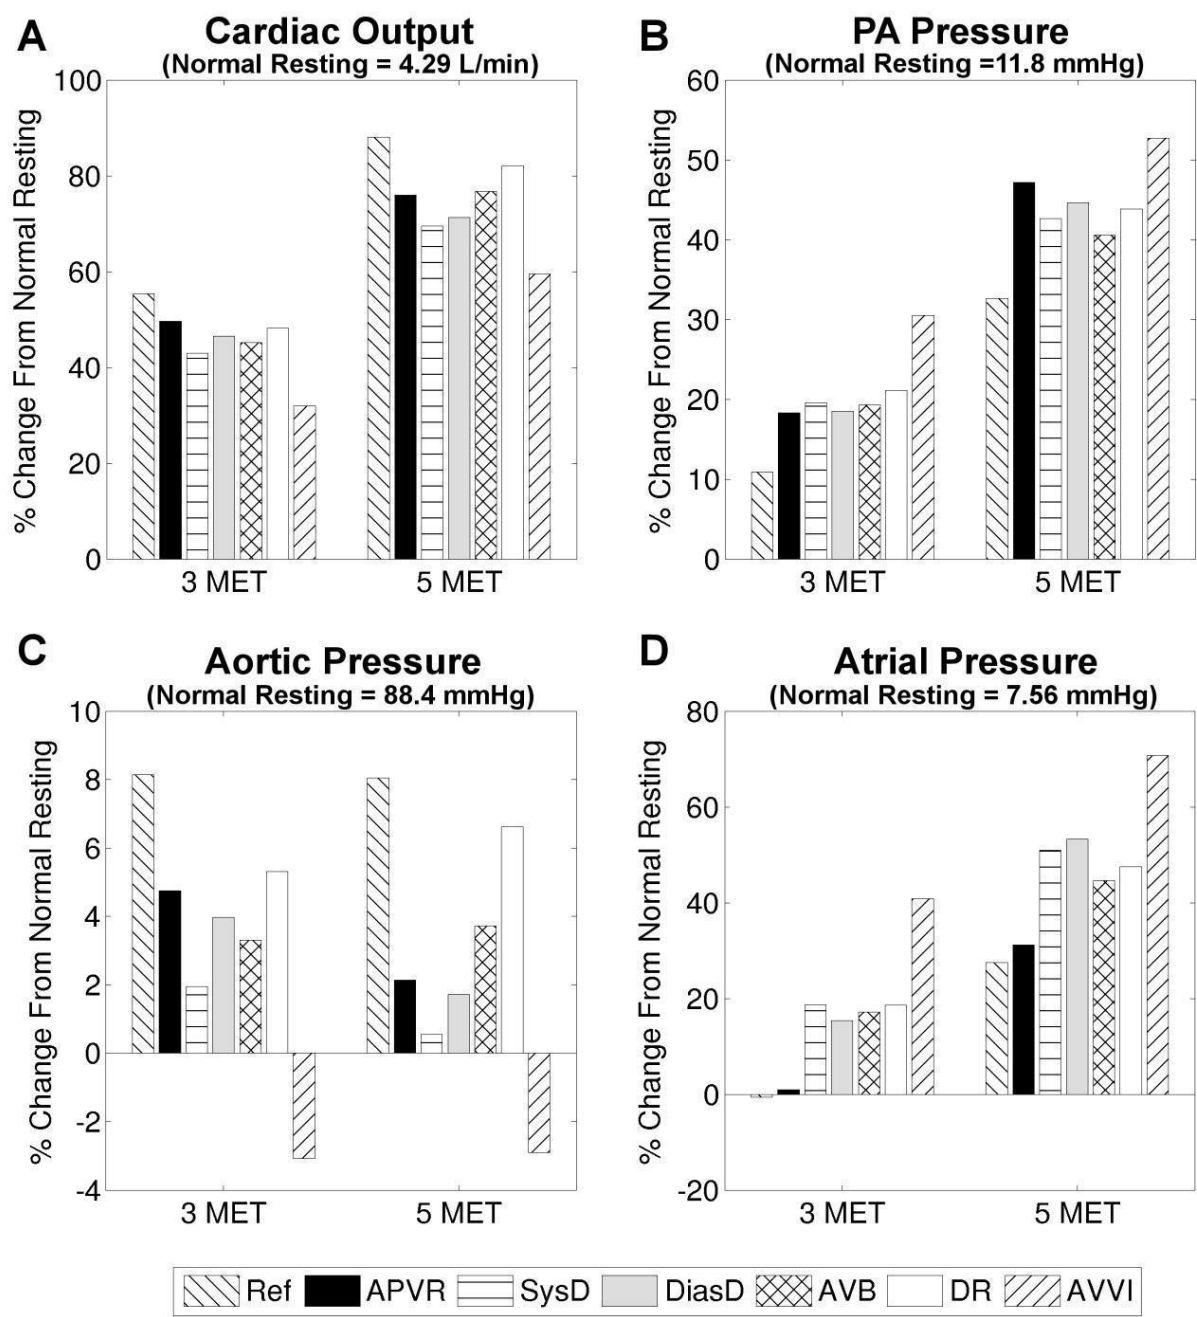 A
Cardiac Output
(Normal Resting = 4.29 L/min)
% Change From Normal Resting
100
80
60
40
20
0
3 MET
5 MET
B
PA Pressure
(Normal Resting =11.8 mmHg)
% Change From Normal Resting
60
50
40
30
20
10
0
3 MET
5 MET
C
Aortic Pressure
(Normal Resting = 88.4 mmHg)
% Change From Normal Resting
10
8
6
4
2
0
-2
-4
3 MET
5 MET
D
Atrial Pressure
(Normal Resting = 7.56 mmHg)
% Change From Normal Resting
80
60
40
20
0
-20
3 MET
5 MET
Ref APVR SysD DiasD AVB DR AVVI